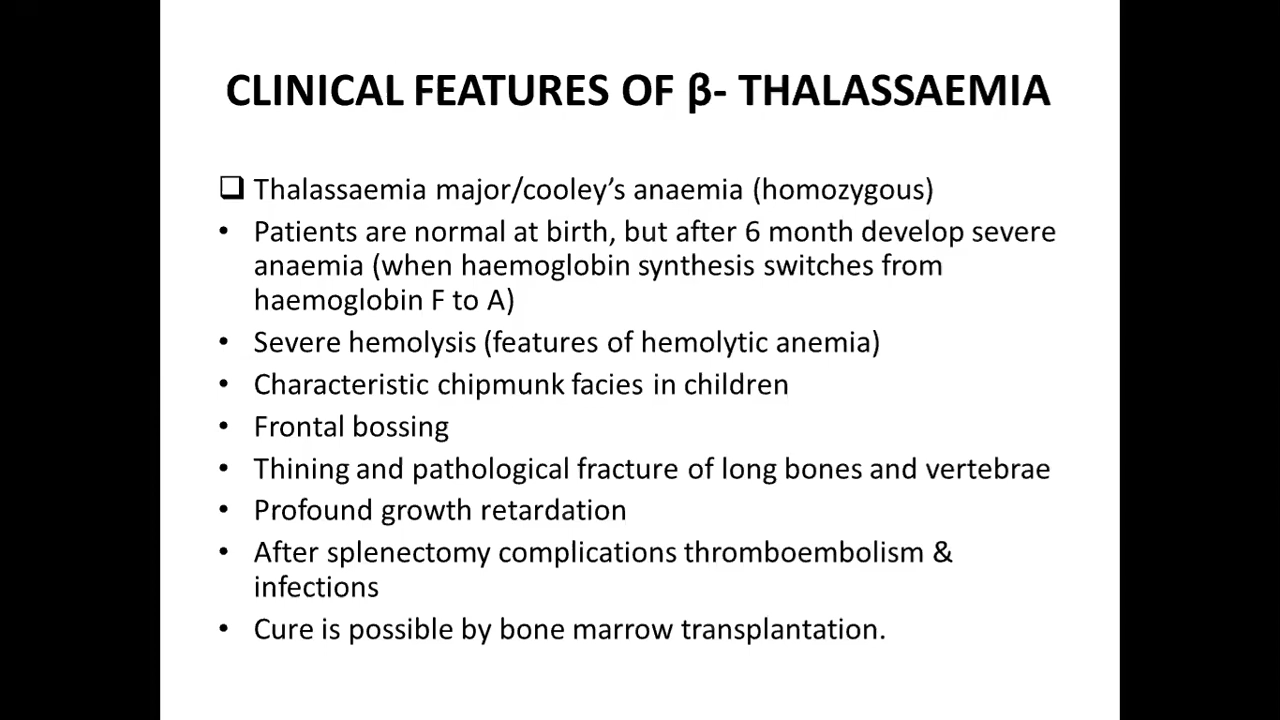 CLINICAL FEATURES OF β- THALASSAEMIA
❑ Thalassaemia major/cooley’s anaemia (homozygous)
• Patients are normal at birth, but after 6 month develop severe
anaemia (when haemoglobin synthesis switches from
haemoglobin F to A)
• Severe hemolysis (features of hemolytic anemia)
• Characteristic chipmunk facies in children
• Frontal bossing
• Thining and pathological fracture of long bones and vertebrae
• Profound growth retardation
• After splenectomy complications thromboembolism &
infections
• Cure is possible by bone marrow transplantation.